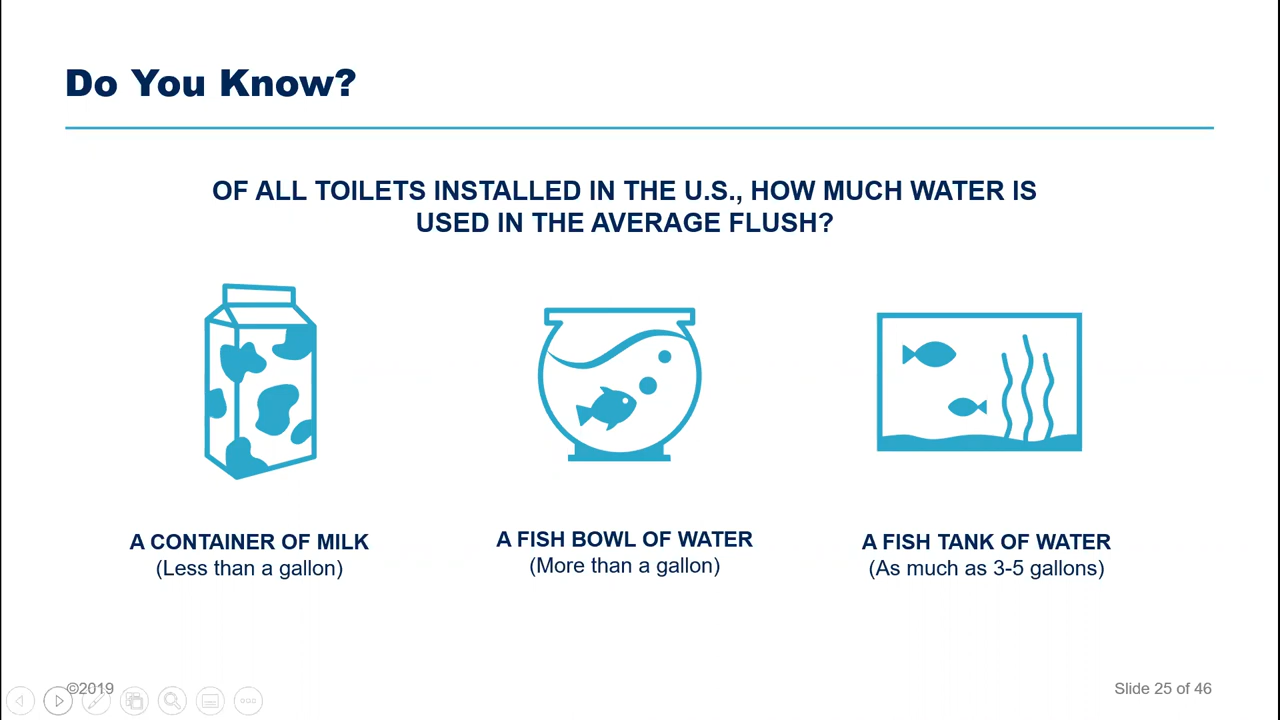 Do You Know?
OF ALL TOILETS INSTALLED IN THE U.S., HOW MUCH WATER IS
USED IN THE AVERAGE FLUSH?
A CONTAINER OF MILK
(Less than a gallon)
A FISH BOWL OF WATER
(More than a gallon)
A FISH TANK OF WATER
(As much as 3-5 gallons)
©2019
Slide 25 of 46